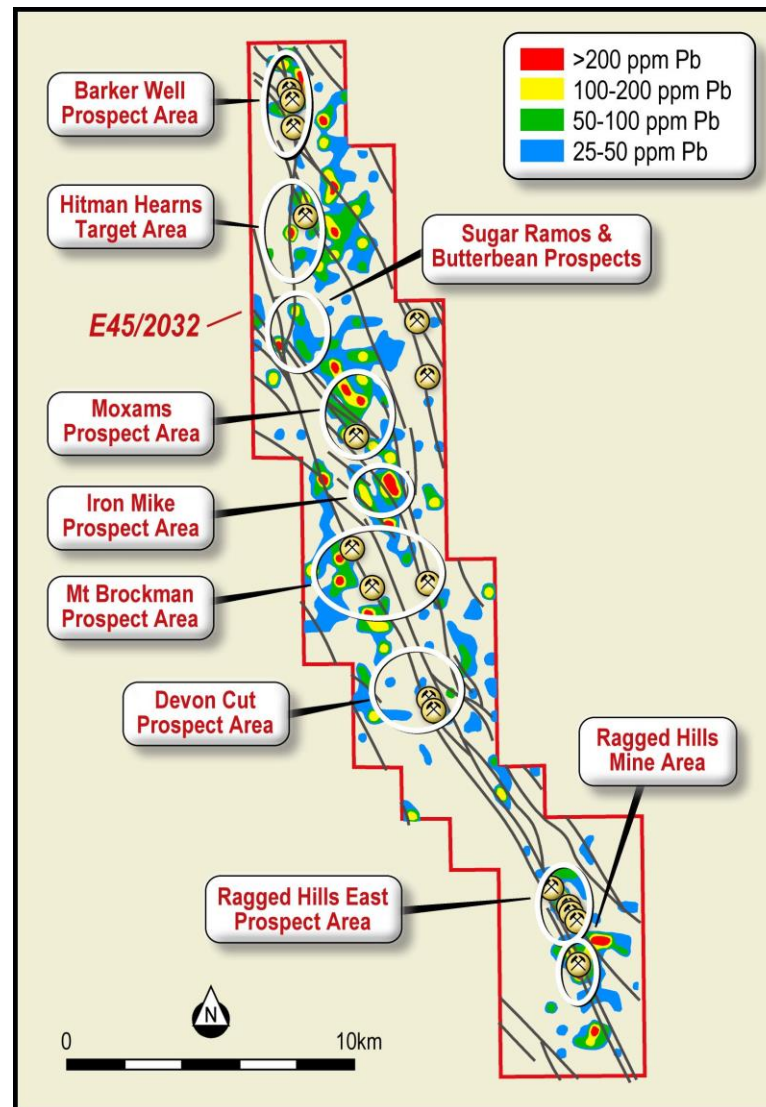 >200 ppm Pb
100-200 ppm Pb
50-100 ppm Pb
25-50 ppm Pb
Barker Well
Prospect Area
Hitman Hearns
Target Area
Sugar Ramos &
Butterbean Prospects
E45/2032
Moxams
Prospect Area
Iron Mike
Prospect Area
Mt Brockman
Prospect Area
Devon Cut
Prospect Area
Ragged Hills
Mine Area
Ragged Hills East
Prospect Area
N
0
10km